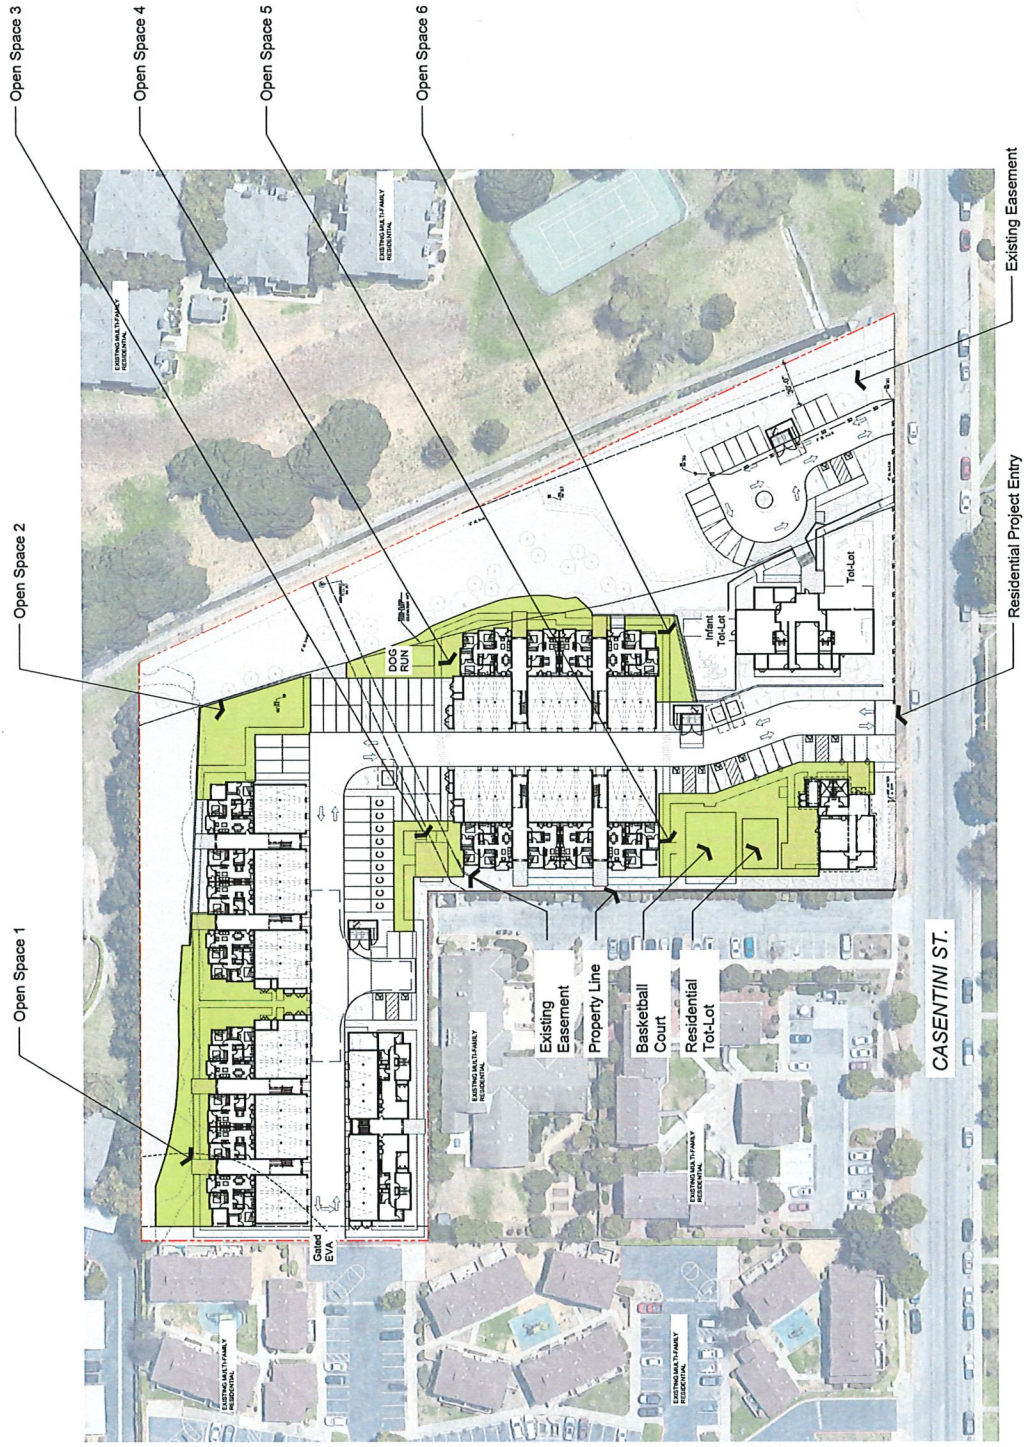 Open Space 1
Open Space 2
Open Space 3
Open Space 4
Open Space 5
Open Space 6
EXISTING MULTI-FAMILY
RESIDENTIAL
EXISTING MULTI-FAMILY
RESIDENTIAL
DOG
RUN
Infant
Tot-Lot
Tot-Lot
C C C C C C C C
Gated
EVA
Existing
Easement
Property Line
Basketball
Court
Residential
Tot-Lot
EXISTING MULTI-FAMILY
RESIDENTIAL
EXISTING MULTI-FAMILY
RESIDENTIAL
EXISTING MULTI-FAMILY
RESIDENTIAL
EXISTING MULTI-FAMILY
RESIDENTIAL
CASENTINI ST.
Residential Project Entry
Existing Easement